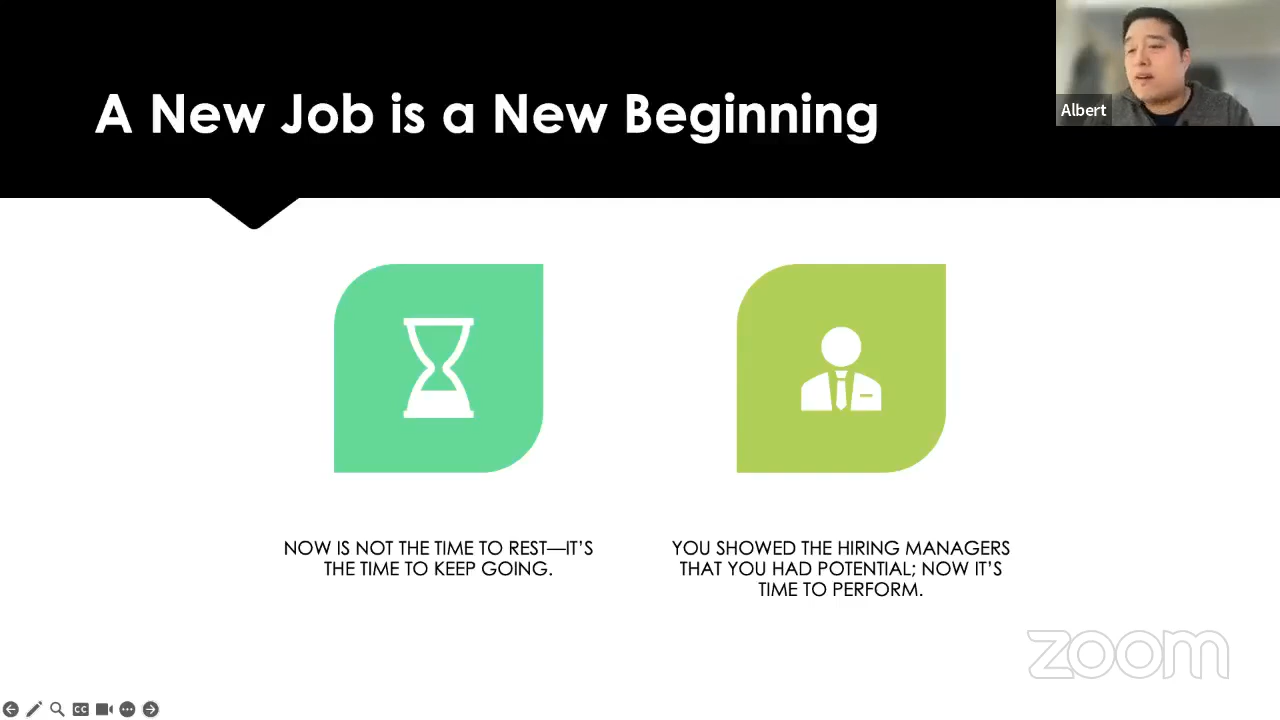 A New Job is a New Beginning
Albert
NOW IS NOT THE TIME TO REST—IT’S
THE TIME TO KEEP GOING.
YOU SHOWED THE HIRING MANAGERS
THAT YOU HAD POTENTIAL; NOW IT’S
TIME TO PERFORM.
zoom
CC